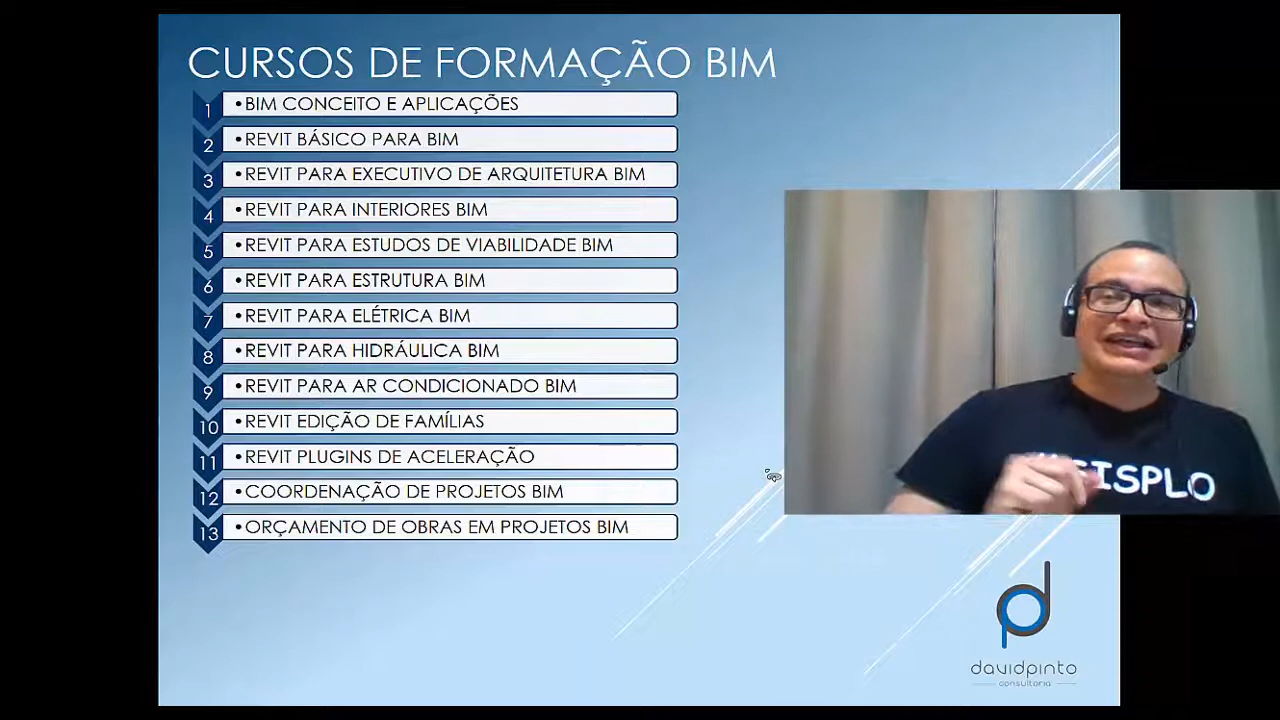 CURSOS DE FORMAÇÃO BIM
1 •BIM CONCEITO E APLICAÇÕES
2 •REVIT BÁSICO PARA BIM
3 •REVIT PARA EXECUTIVO DE ARQUITETURA BIM
4 •REVIT PARA INTERIORES BIM
5 •REVIT PARA ESTUDOS DE VIABILIDADE BIM
6 •REVIT PARA ESTRUTURA BIM
7 •REVIT PARA ELÉTRICA BIM
8 •REVIT PARA HIDRÁULICA BIM
9 •REVIT PARA AR CONDICIONADO BIM
10 •REVIT EDIÇÃO DE FAMÍLIAS
11 •REVIT PLUGINS DE ACELERAÇÃO
12 •COORDENAÇÃO DE PROJETOS BIM
13 •ORÇAMENTO DE OBRAS EM PROJETOS BIM
davidpinto
consultoria